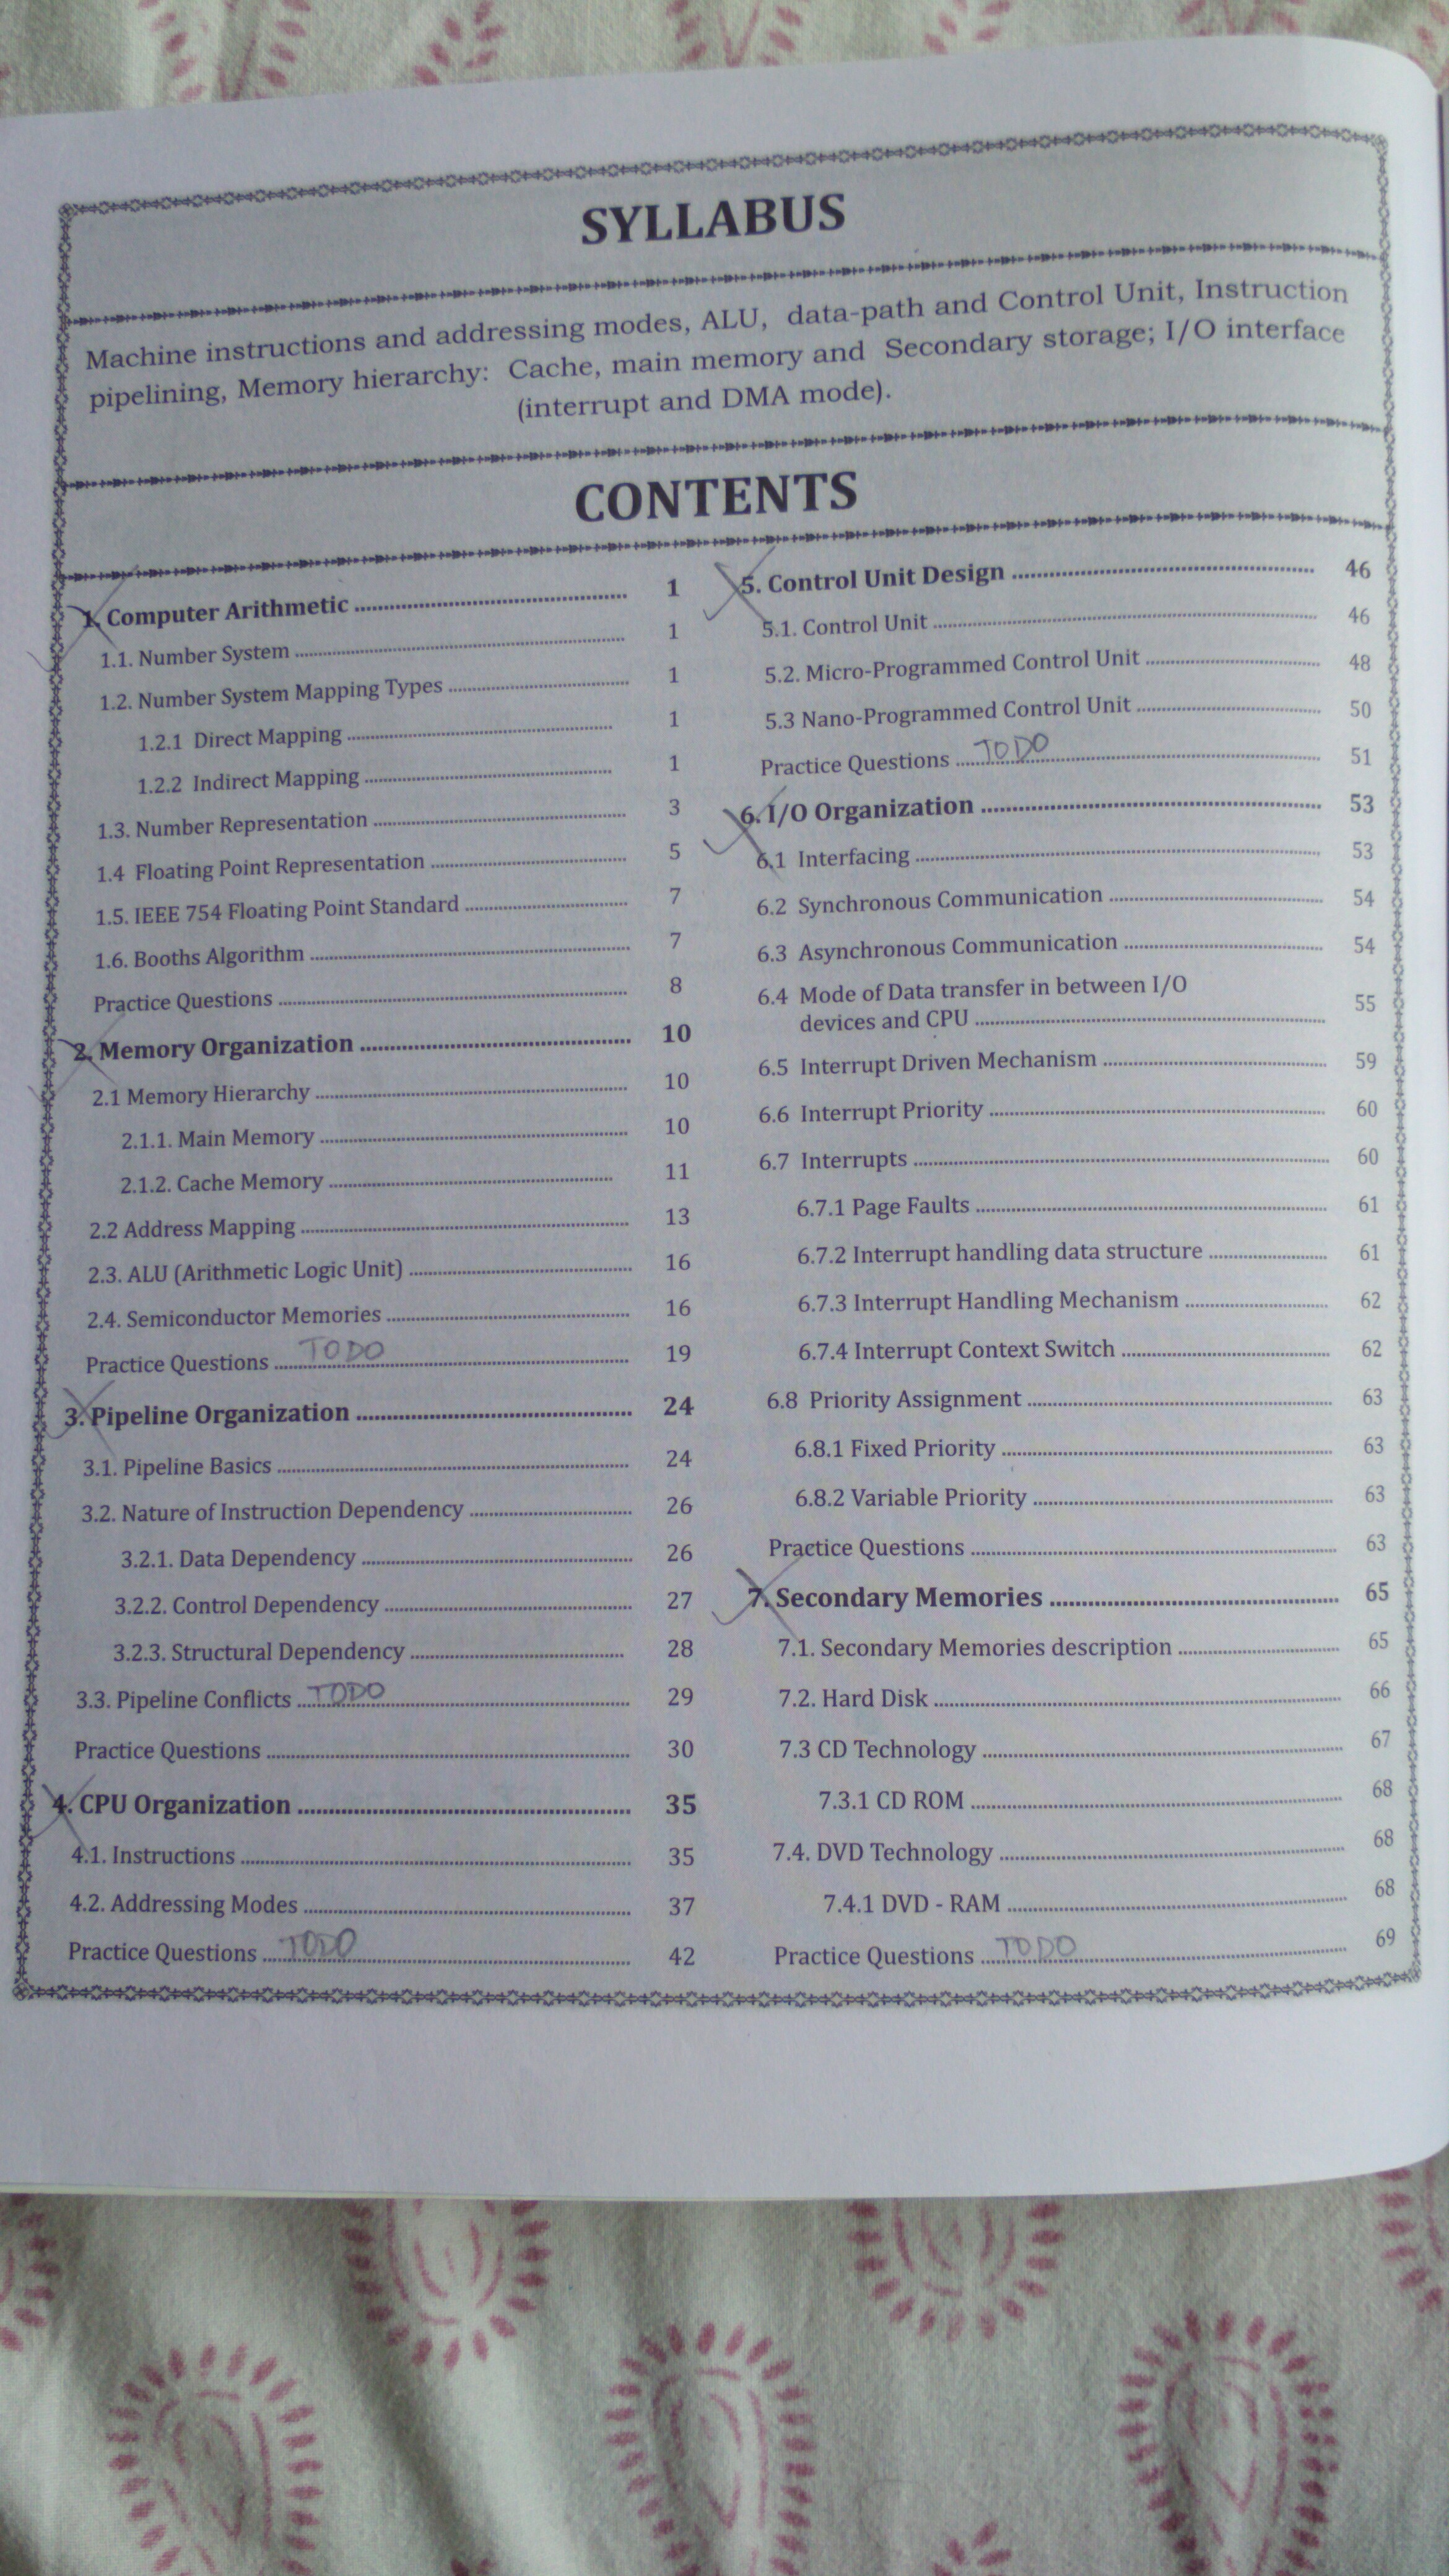 SYLLABUS
Machine instructions and addressing modes, ALU, data-path and Control Unit, Instruction
pipelining, Memory hierarchy: Cache, main memory and Secondary storage; I/O interface
(interrupt and DMA mode).
CONTENTS
1. Computer Arithmetic ........................ 1
1.1. Number System ........................ 1
1.2. Number System Mapping Types ........................ 1
1.2.1 Direct Mapping ........................ 1
1.2.2 Indirect Mapping ........................ 1
1.3. Number Representation ........................ 3
1.4 Floating Point Representation ........................ 5
1.5. IEEE 754 Floating Point Standard ........................ 7
1.6. Booths Algorithm ........................ 7
Practice Questions ........................ 8
2. Memory Organization ........................ 10
2.1 Memory Hierarchy ........................ 10
2.1.1. Main Memory ........................ 10
2.1.2. Cache Memory ........................ 11
2.2 Address Mapping ........................ 13
2.3. ALU (Arithmetic Logic Unit) ........................ 16
2.4. Semiconductor Memories ........................ 16
Practice Questions ... TODO ........................ 19
3. Pipeline Organization ........................ 24
3.1. Pipeline Basics ........................ 24
3.2. Nature of Instruction Dependency ........................ 26
3.2.1. Data Dependency ........................ 26
3.2.2. Control Dependency ........................ 27
3.2.3. Structural Dependency ........................ 28
3.3. Pipeline Conflicts ... TODO ........................ 29
Practice Questions ........................ 30
4. CPU Organization ........................ 35
4.1. Instructions ........................ 35
4.2. Addressing Modes ........................ 37
Practice Questions ... TODO ........................ 42
5. Control Unit Design ........................ 46
5.1. Control Unit ........................ 46
5.2. Micro-Programmed Control Unit ........................ 48
5.3 Nano-Programmed Control Unit ........................ 50
Practice Questions ... TODO ........................ 51
6. I/O Organization ........................ 53
6.1 Interfacing ........................ 53
6.2 Synchronous Communication ........................ 54
6.3 Asynchronous Communication ........................ 54
6.4 Mode of Data transfer in between I/O
devices and CPU ........................ 55
6.5 Interrupt Driven Mechanism ........................ 59
6.6 Interrupt Priority ........................ 60
6.7 Interrupts ........................ 60
6.7.1 Page Faults ........................ 61
6.7.2 Interrupt handling data structure ........................ 61
6.7.3 Interrupt Handling Mechanism ........................ 62
6.7.4 Interrupt Context Switch ........................ 62
6.8 Priority Assignment ........................ 63
6.8.1 Fixed Priority ........................ 63
6.8.2 Variable Priority ........................ 63
Practice Questions ........................ 63
7. Secondary Memories ........................ 65
7.1. Secondary Memories description ........................ 65
7.2. Hard Disk ........................ 66
7.3 CD Technology ........................ 67
7.3.1 CD ROM ........................ 68
7.4. DVD Technology ........................ 68
7.4.1 DVD - RAM ........................ 68
Practice Questions ... TODO ........................ 69